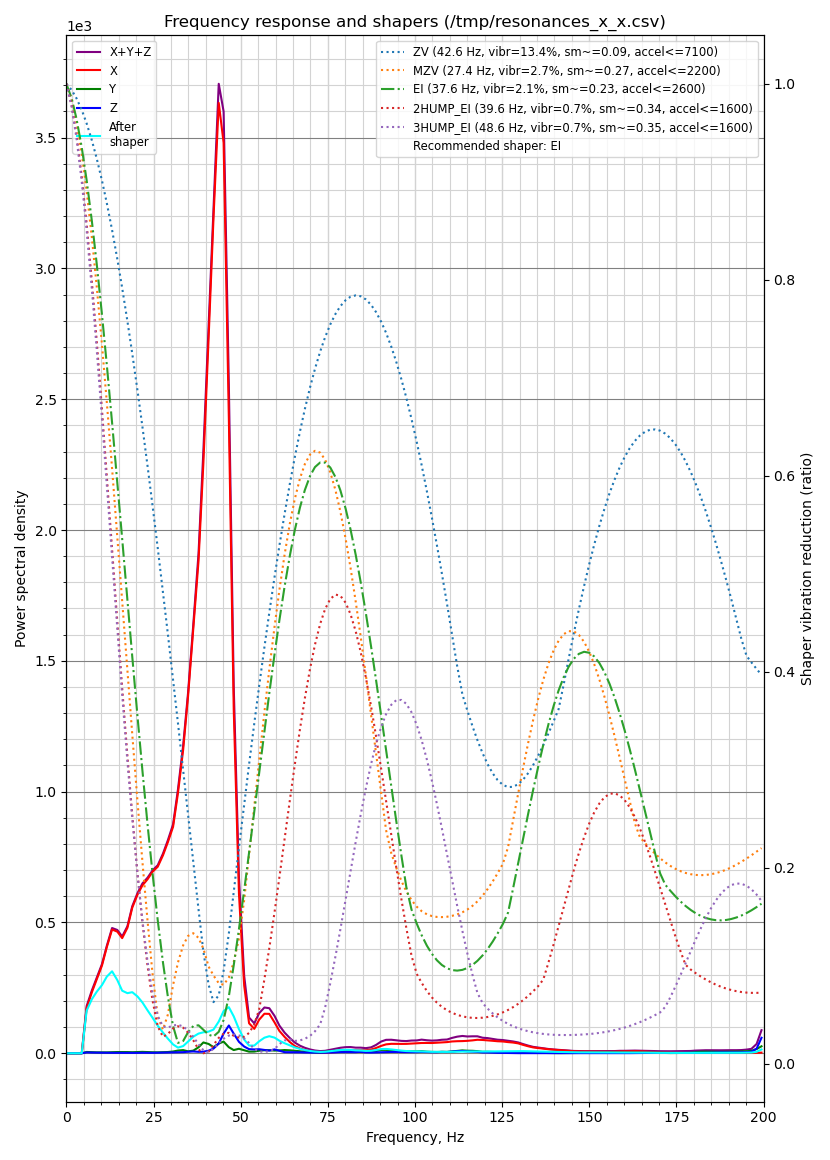 Frequency response and shapers (/tmp/resonances_x_x.csv)
1e3
X+Y+Z
X
Y
Z
After
shaper
ZV (42.6 Hz, vibr=13.4%, sm~=0.09, accel<=7100)
MZV (27.4 Hz, vibr=2.7%, sm~=0.27, accel<=2200)
EI (37.6 Hz, vibr=2.1%, sm~=0.23, accel<=2600)
2HUMP_EI (39.6 Hz, vibr=0.7%, sm~=0.34, accel<=1600)
3HUMP_EI (48.6 Hz, vibr=0.7%, sm~=0.35, accel<=1600)
Recommended shaper: EI
3.5
3.0
2.5
2.0
1.5
1.0
0.5
0.0
Power spectral density
1.0
0.8
0.6
0.4
0.2
0.0
Shaper vibration reduction (ratio)
0 25 50 75 100 125 150 175 200
Frequency, Hz